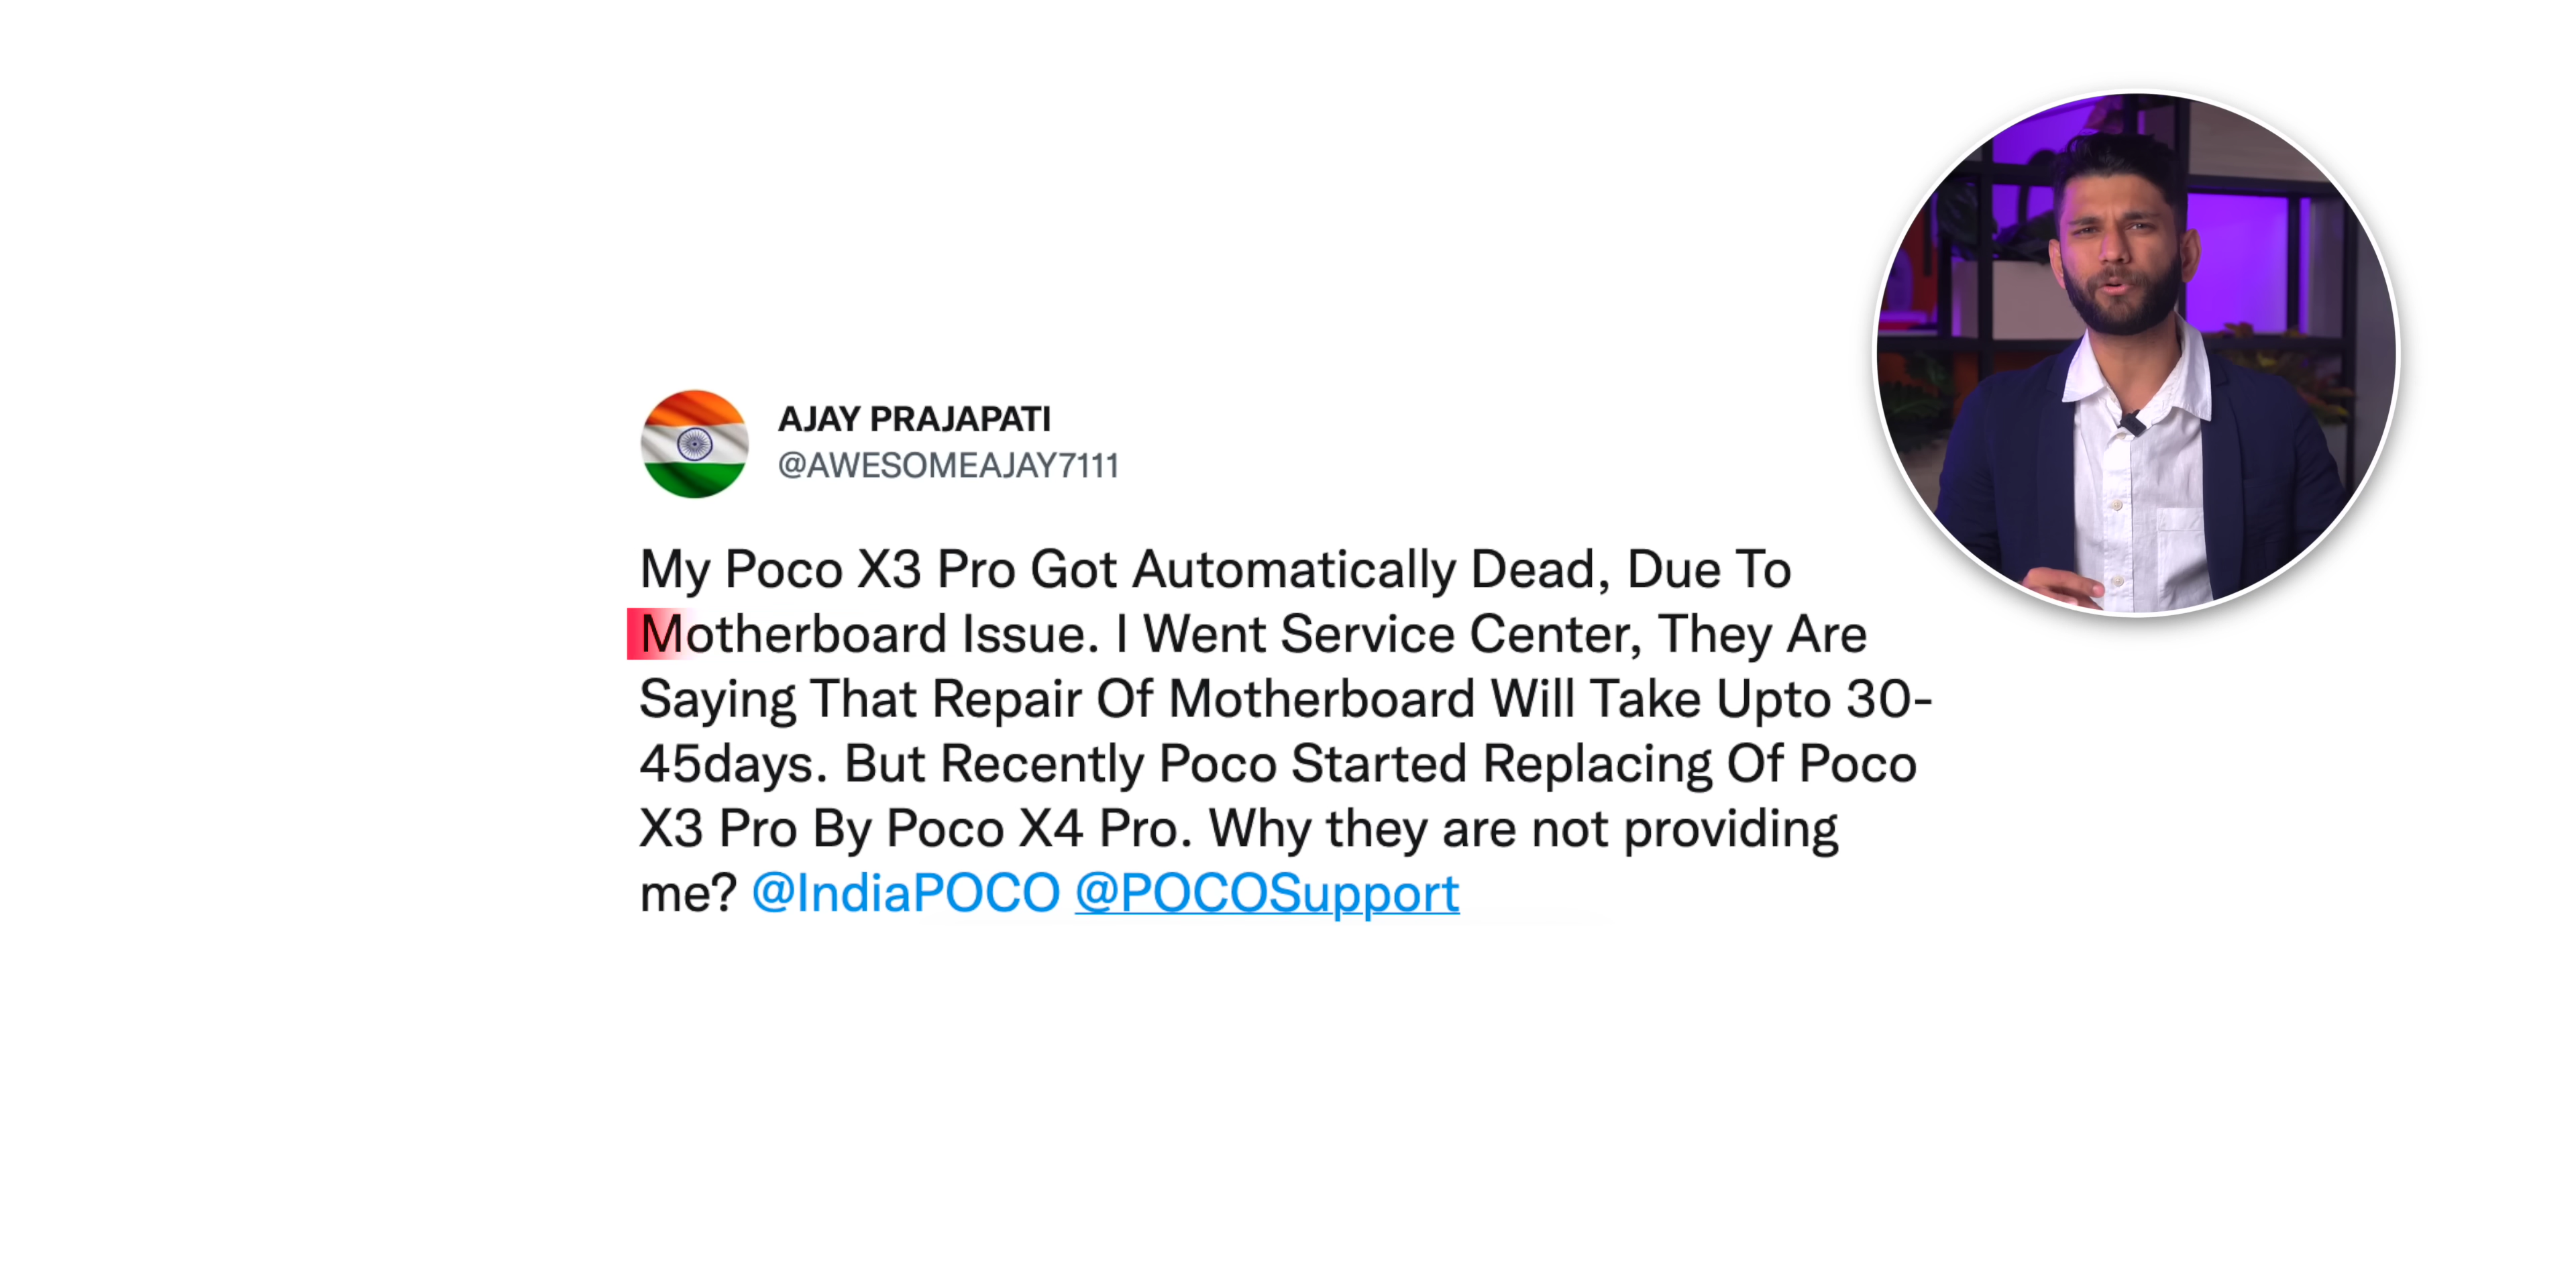 AJAY PRAJAPATI
@AWESOMEAJAY7111
My Poco X3 Pro Got Automatically Dead, Due To
Motherboard Issue. I Went Service Center, They Are
Saying That Repair Of Motherboard Will Take Upto 30-
45days. But Recently Poco Started Replacing Of Poco
X3 Pro By Poco X4 Pro. Why they are not providing
me? @IndiaPOCO @POCOSupport